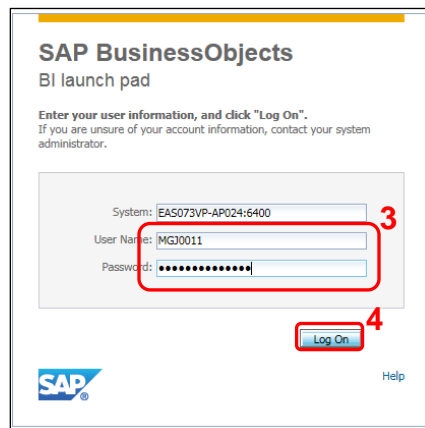 SAP BusinessObjects
BI launch pad
Enter your user information, and click "Log On".
If you are unsure of your account information, contact your system
administrator.
System: EAS073VP-AP024:6400
3
User Name: MGJ0011
Password: ●●●●●●●●●●●●●●
4
Log On
Help
SAP®